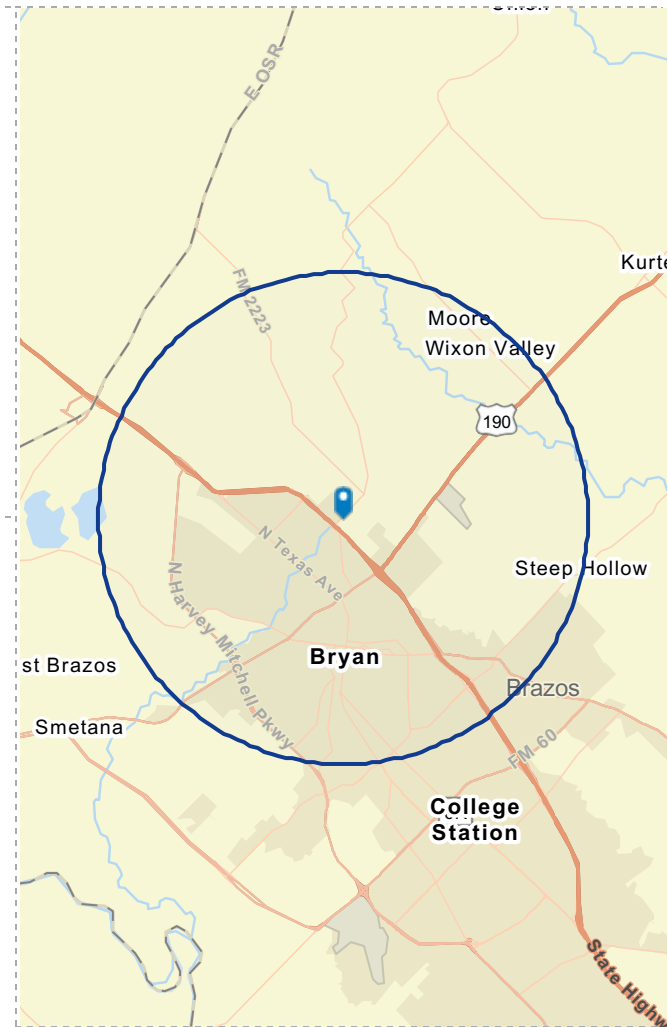 E OSR
Kurte
FM 2223
Moore
Wixon Valley
190
N Texas Ave
Steep Hollow
N Harvey-Mitchell Pkwy
Bryan
st Brazos
Brazos
Smetana
FM 60
College
Station
State Highw